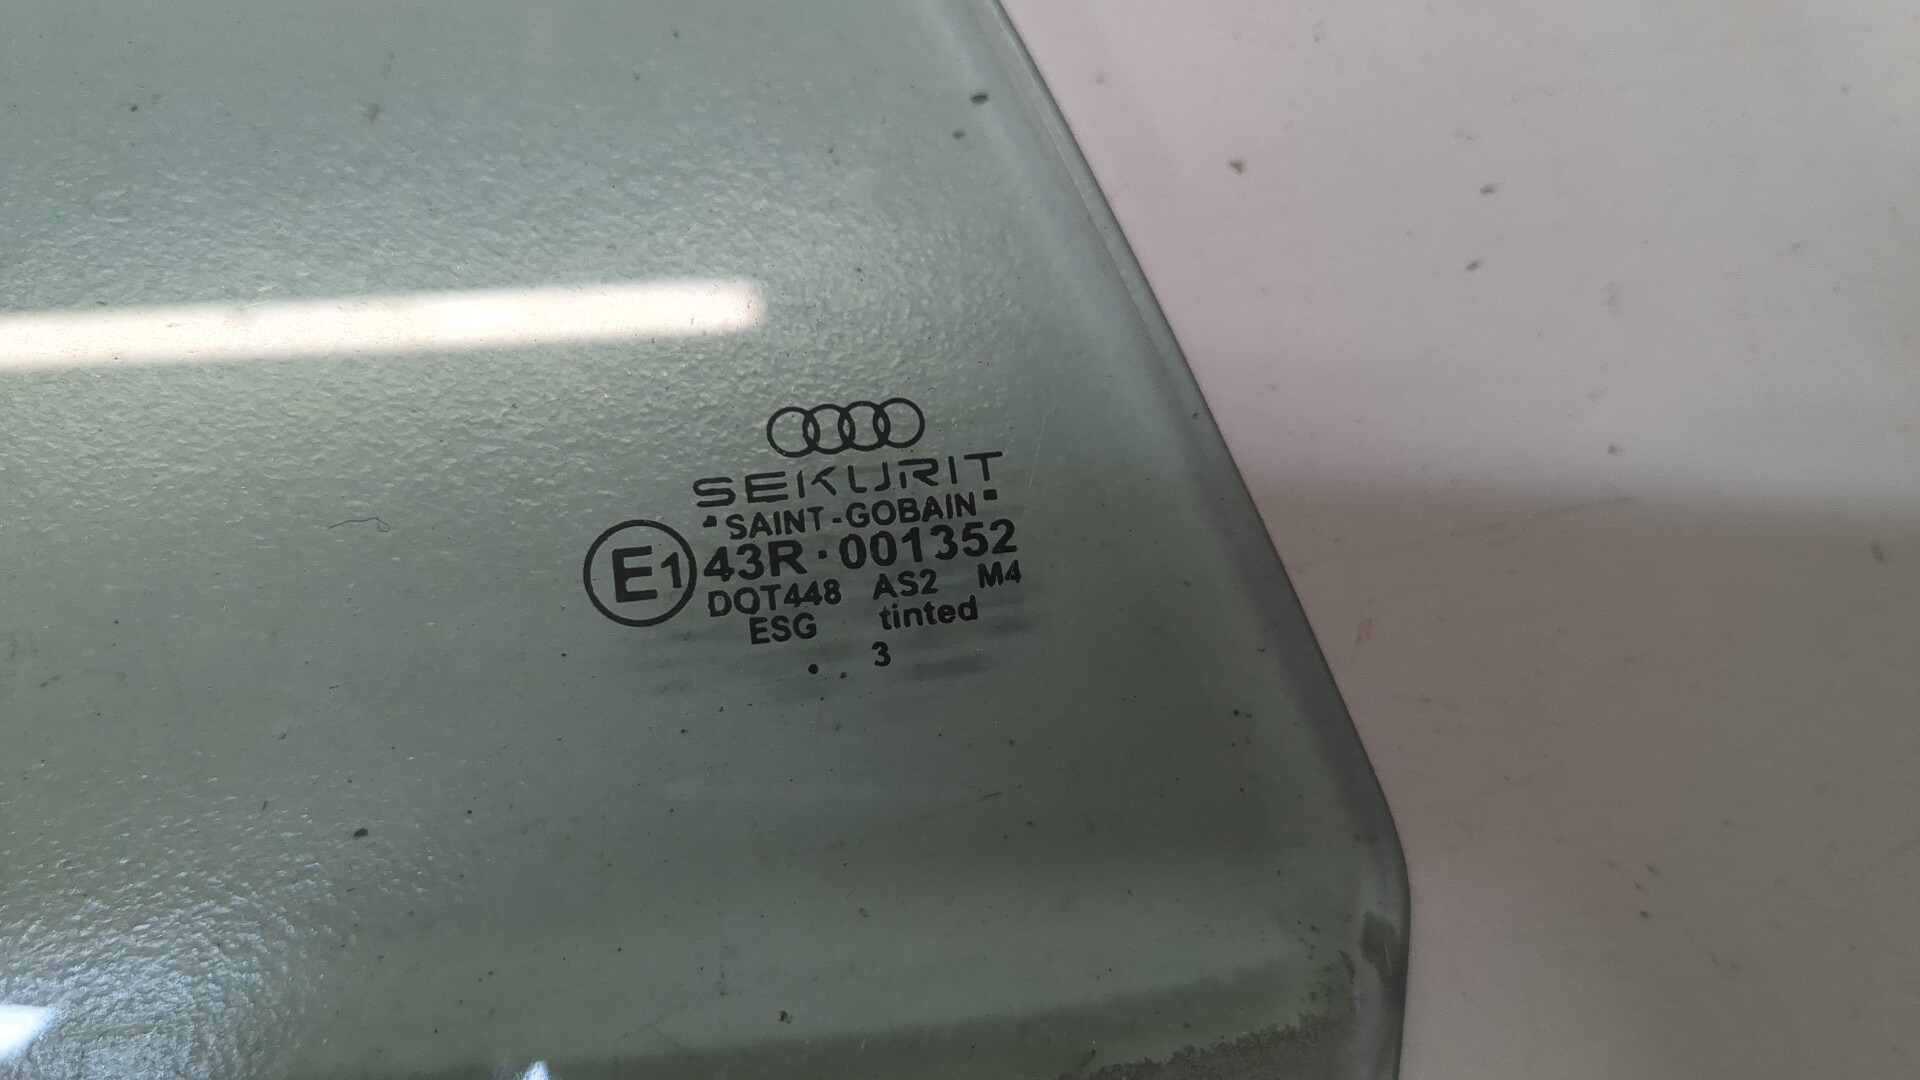 SEKURIT
SAINT-GOBAIN
E1 43R·001352
DOT448 AS2 M4
ESG tinted
. . 3